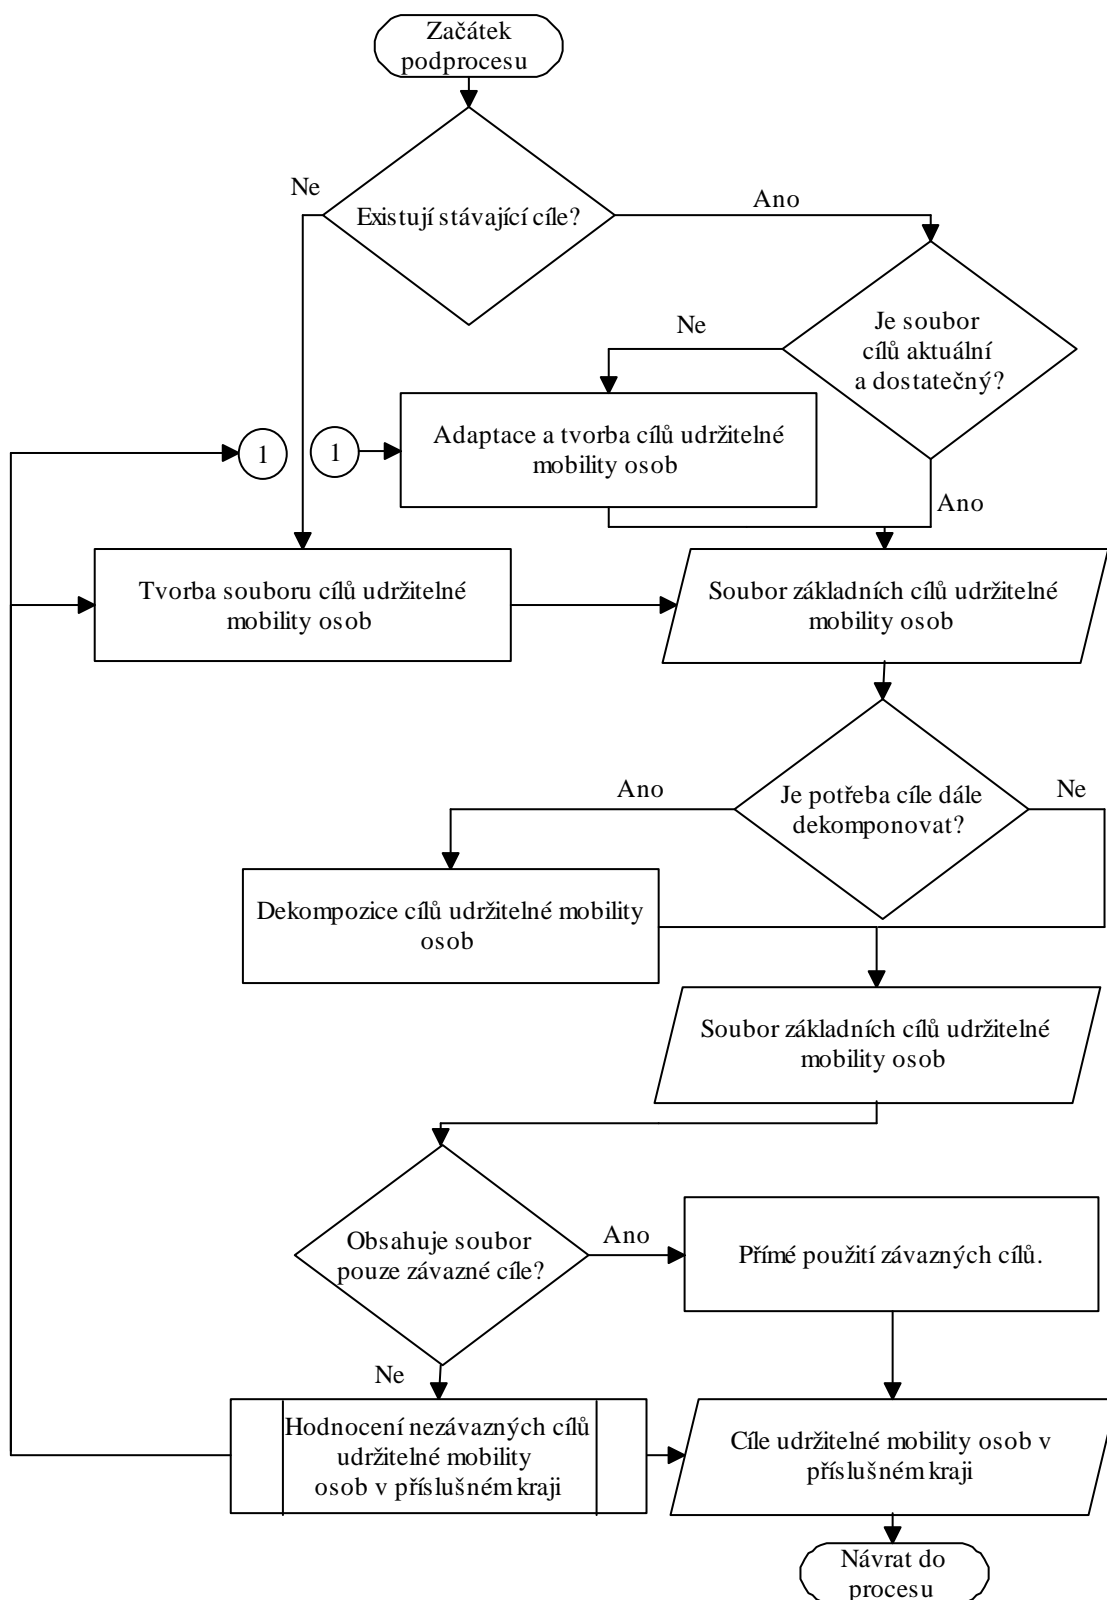 Začátek
podprocesu
Ne
Ano
Existují stávající cíle?
Je soubor
cílů aktuální
a dostatečný?
Ne
1
1
Adaptace a tvorba cílů udržitelné
mobility osob
Ano
Tvorba souboru cílů udržitelné
mobility osob
Soubor základních cílů udržitelné
mobility osob
Ano
Je potřeba cíle dále
dekomponovat?
Ne
Dekompozice cílů udržitelné mobility
osob
Soubor základních cílů udržitelné
mobility osob
Obsahuje soubor
pouze závazné cíle?
Ano
Přímé použití závazných cílů.
Ne
Hodnocení nezávazných cílů
udržitelné mobility
osob v příslušném kraji
Cíle udržitelné mobility osob v
příslušném kraji
Návrat do
procesu